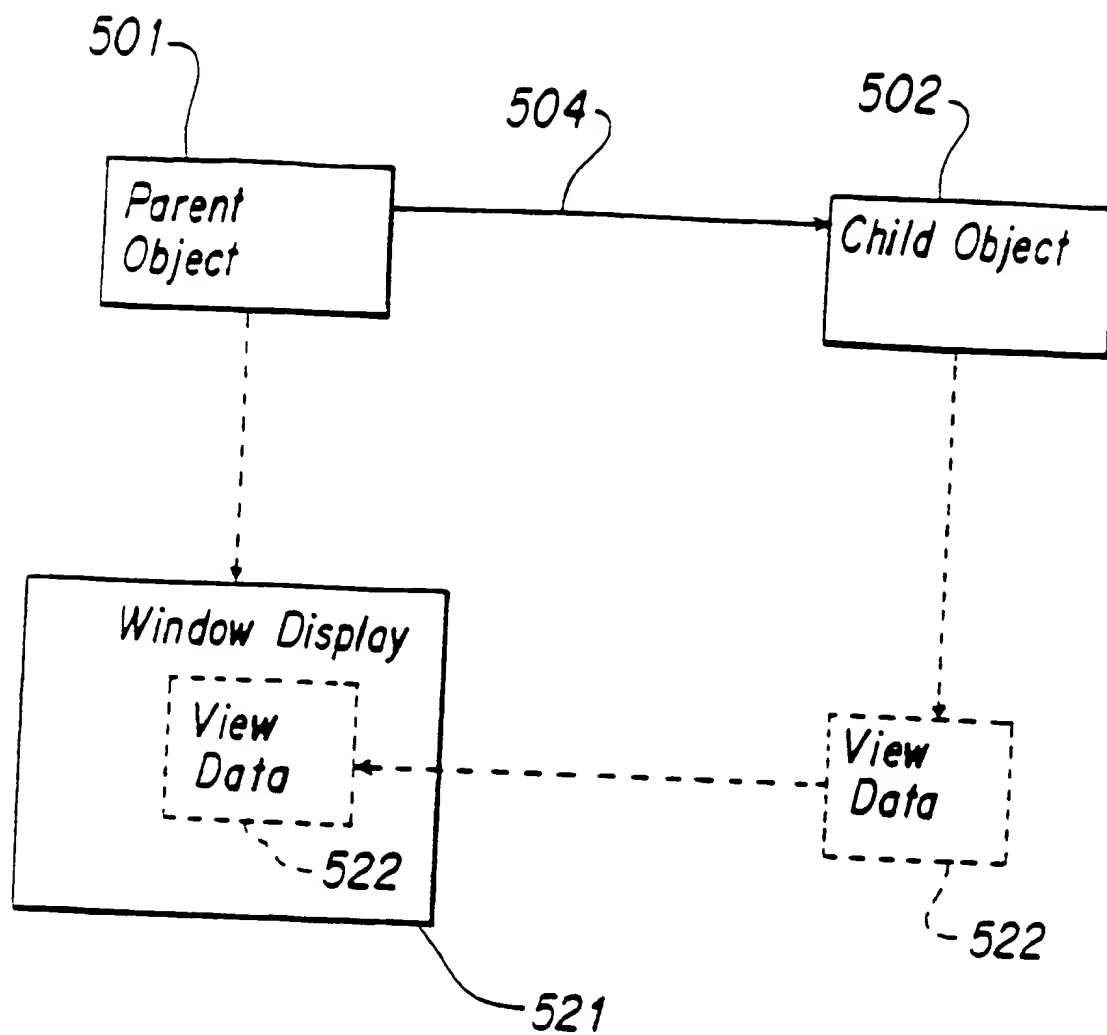 501
504
502
Parent
Object
Child Object
Window Display
View
Data
View
Data
522
522
521